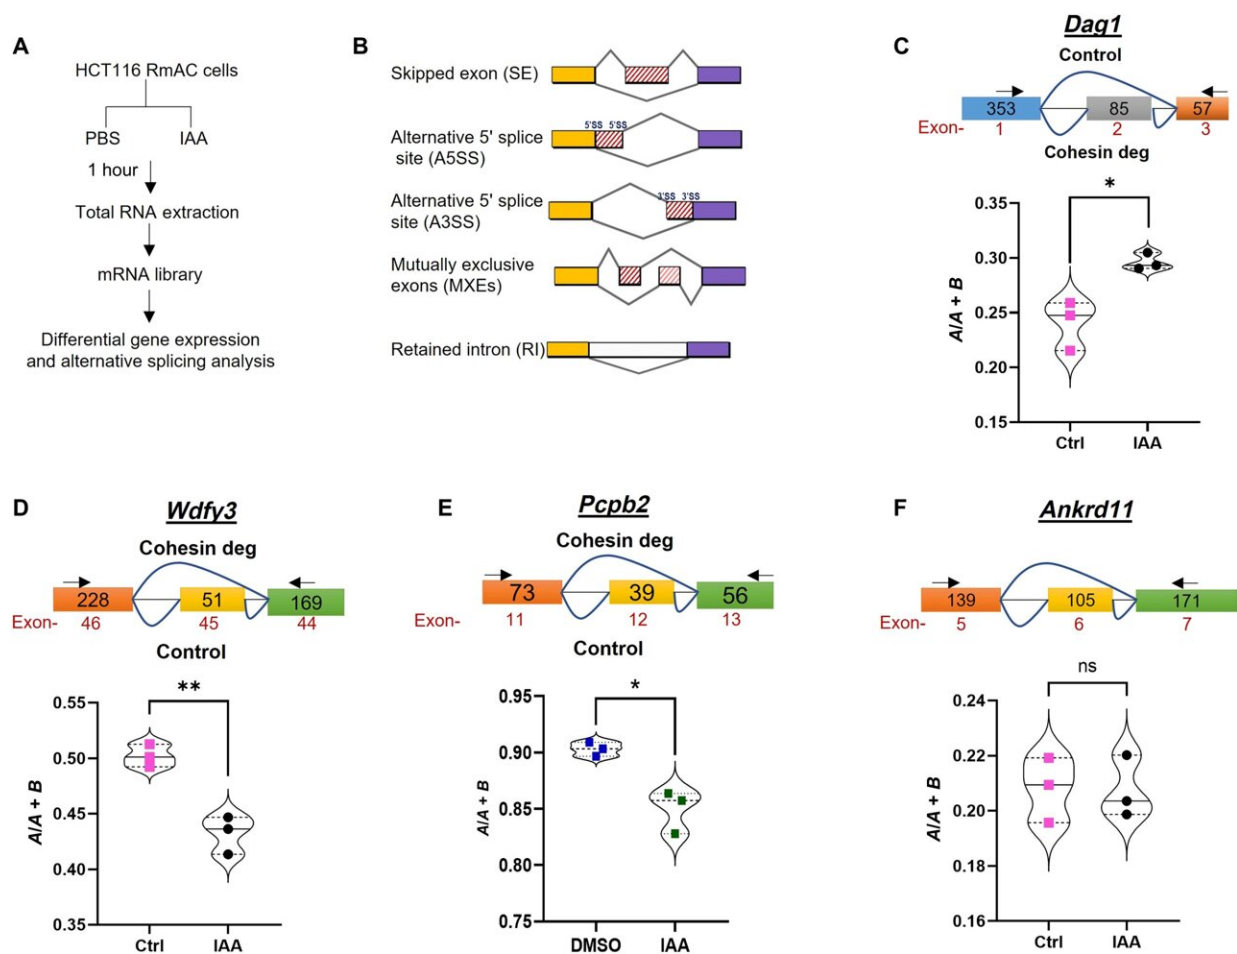 A
HCT116 RmAC cells
PBS
IAA
1 hour
Total RNA extraction
mRNA library
Differential gene expression
and alternative splicing analysis
B
Skipped exon (SE)
Alternative 5' splice
site (A5SS)
5'SS 5'SS
Alternative 5' splice
site (A3SS)
3'SS 3'SS
Mutually exclusive
exons (MXEs)
Retained intron (RI)
C
Dag1
Control
353
85
57
Exon-
1
2
3
Cohesin deg
*
0.35
0.30
0.25
0.20
0.15
A/A + B
Ctrl
IAA
D
Wdfy3
Cohesin deg
228
51
169
Exon-
46
45
44
Control
**
0.55
0.50
0.45
0.40
0.35
A/A + B
Ctrl
IAA
E
Pcpb2
Cohesin deg
73
39
56
Exon-
11
12
13
Control
*
0.95
0.90
0.85
0.80
0.75
A/A + B
DMSO
IAA
F
Ankrd11
139
105
171
Exon-
5
6
7
ns
0.24
0.22
0.20
0.18
0.16
A/A + B
Ctrl
IAA